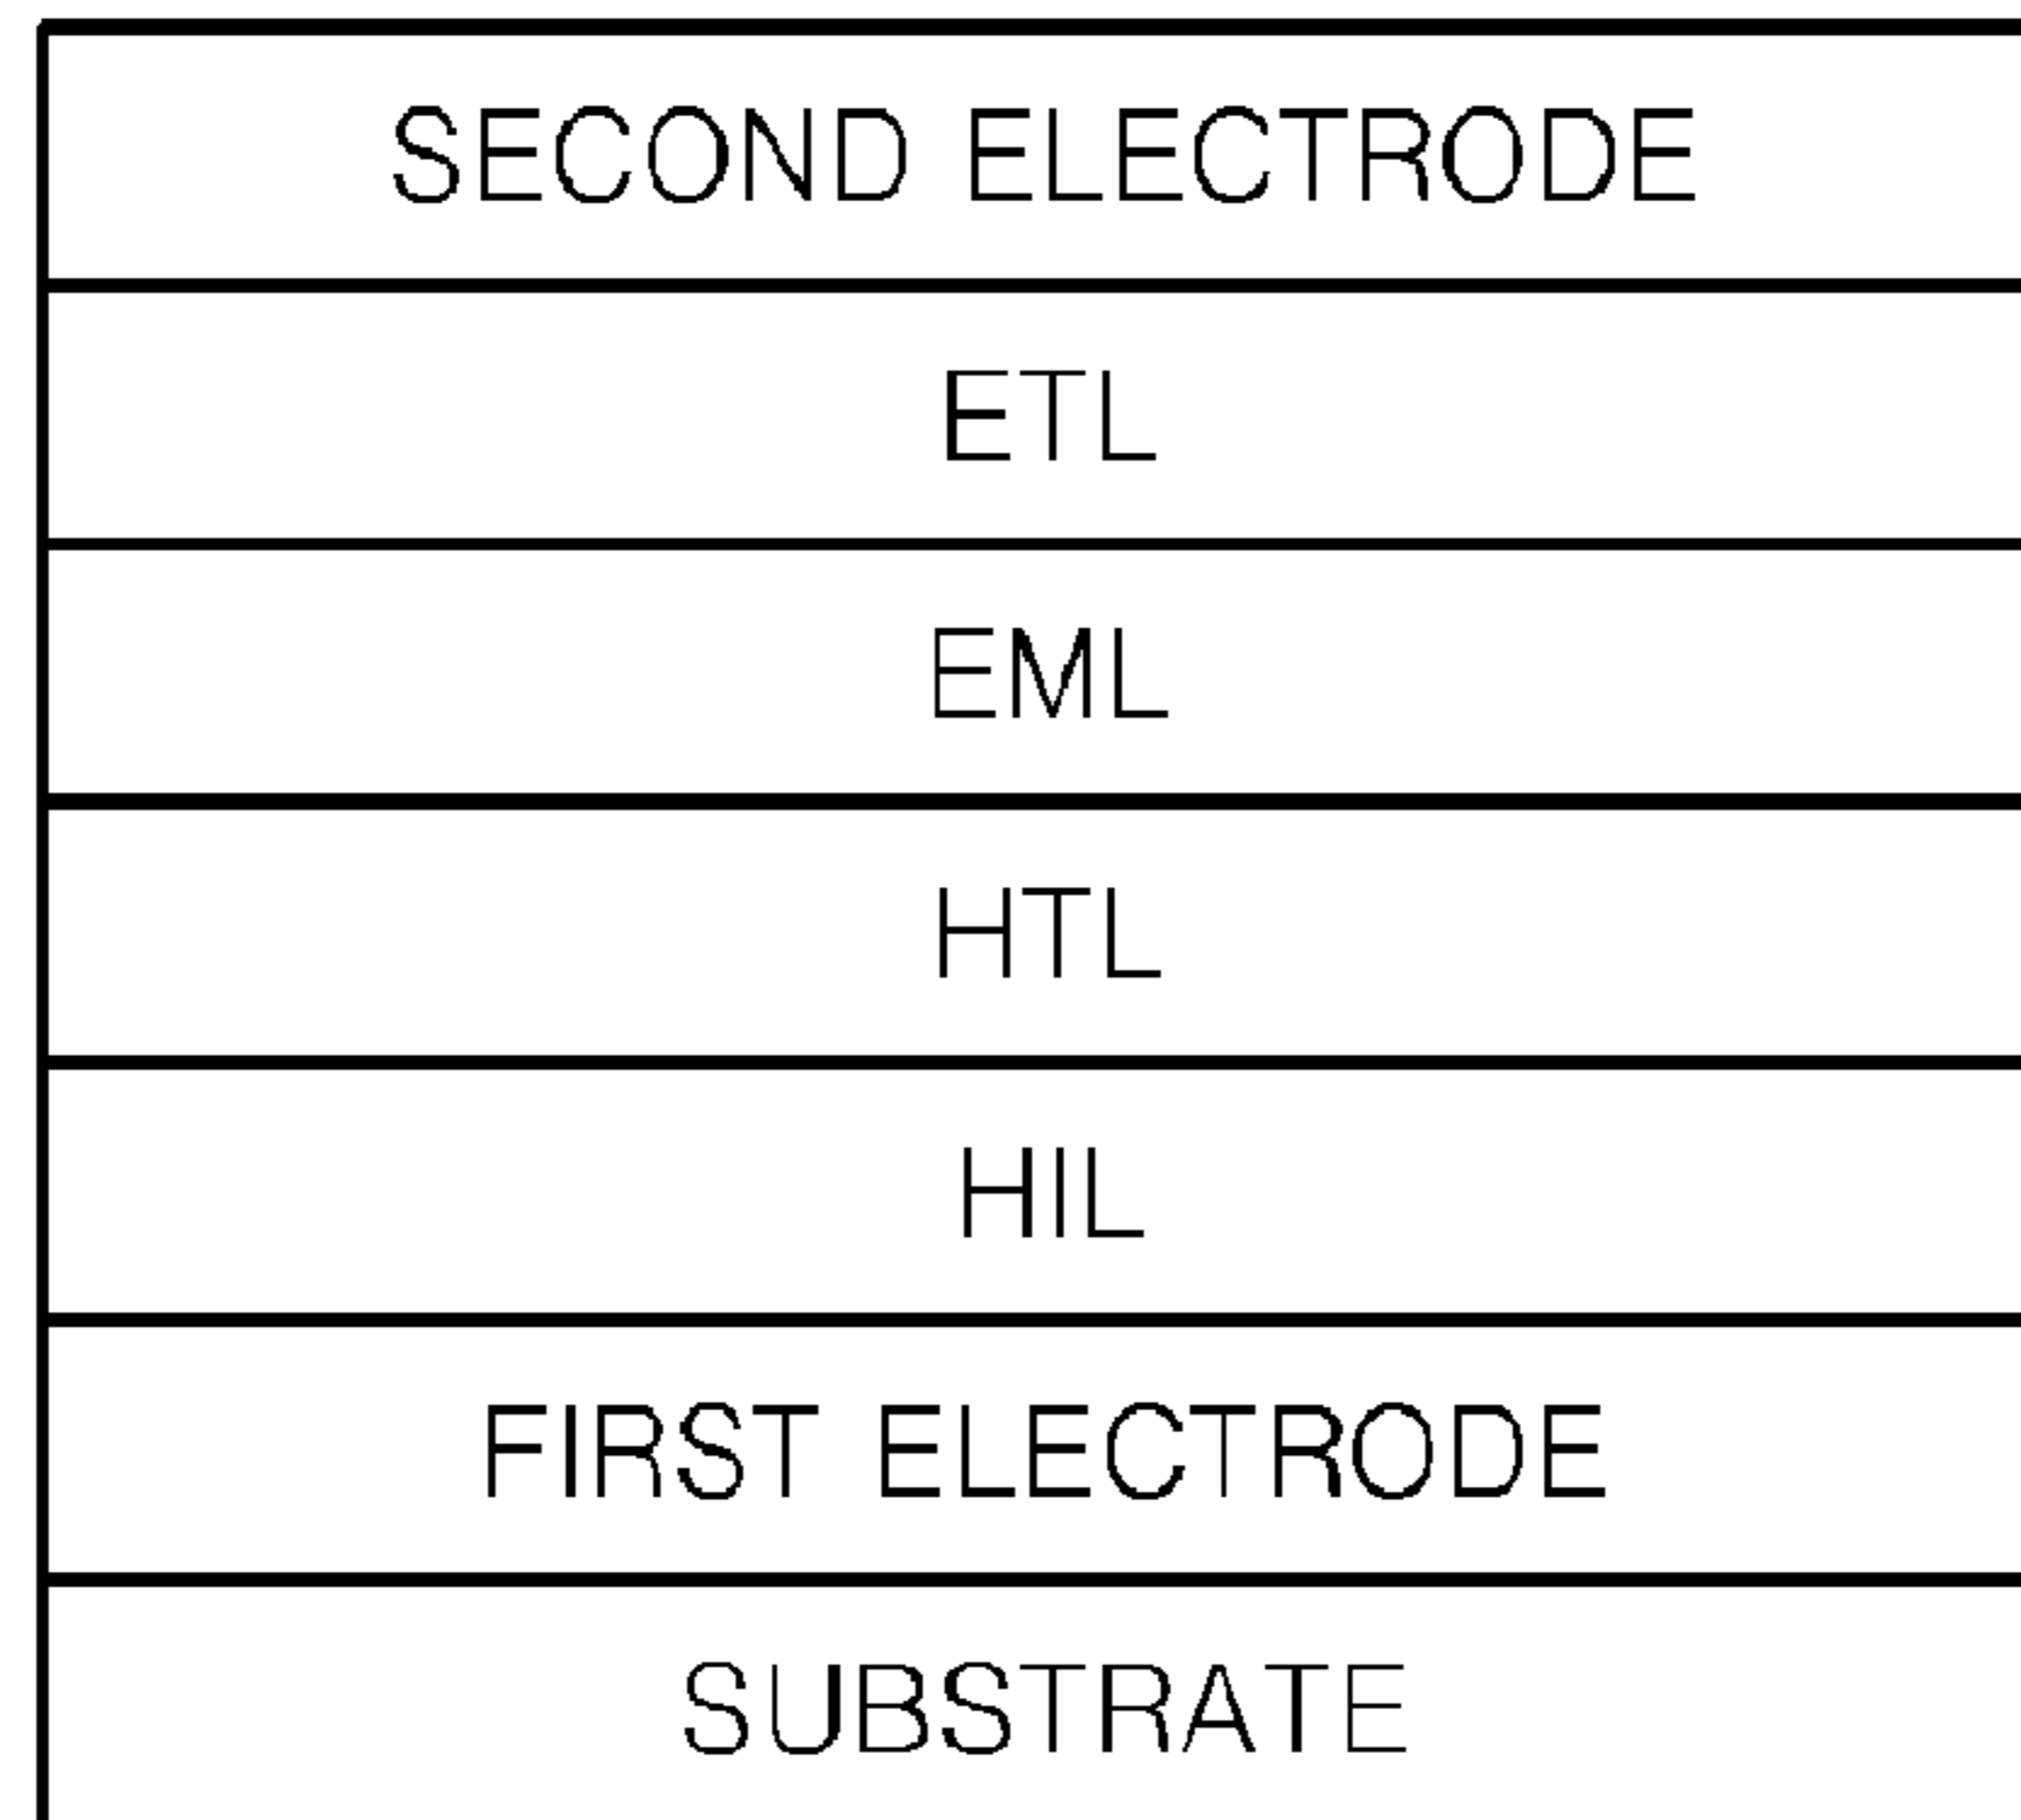 SECOND ELECTRODE
ETL
EML
HTL
HIL
FIRST ELECTRODE
SUBSTRATE